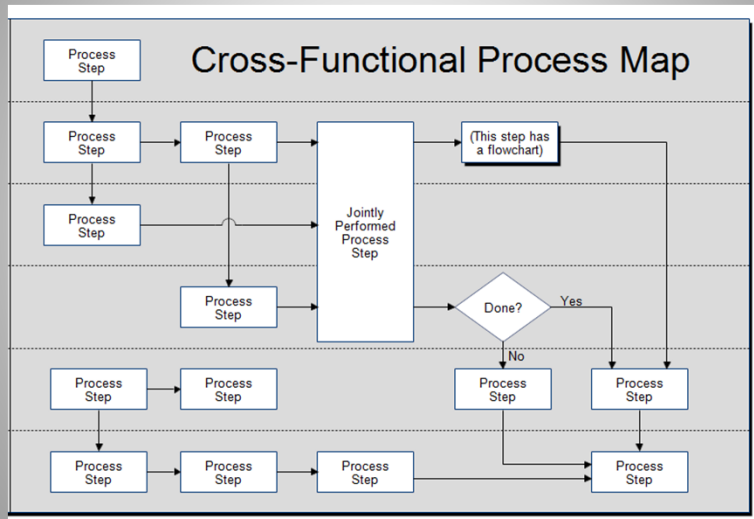 Cross-Functional Process Map
Process
Step
Process
Step
Process
Step
(This step has
a flowchart)
Process
Step
Jointly
Performed
Process
Step
Process
Step
Done?
Yes
No
Process
Step
Process
Step
Process
Step
Process
Step
Process
Step
Process
Step
Process
Step
Process
Step